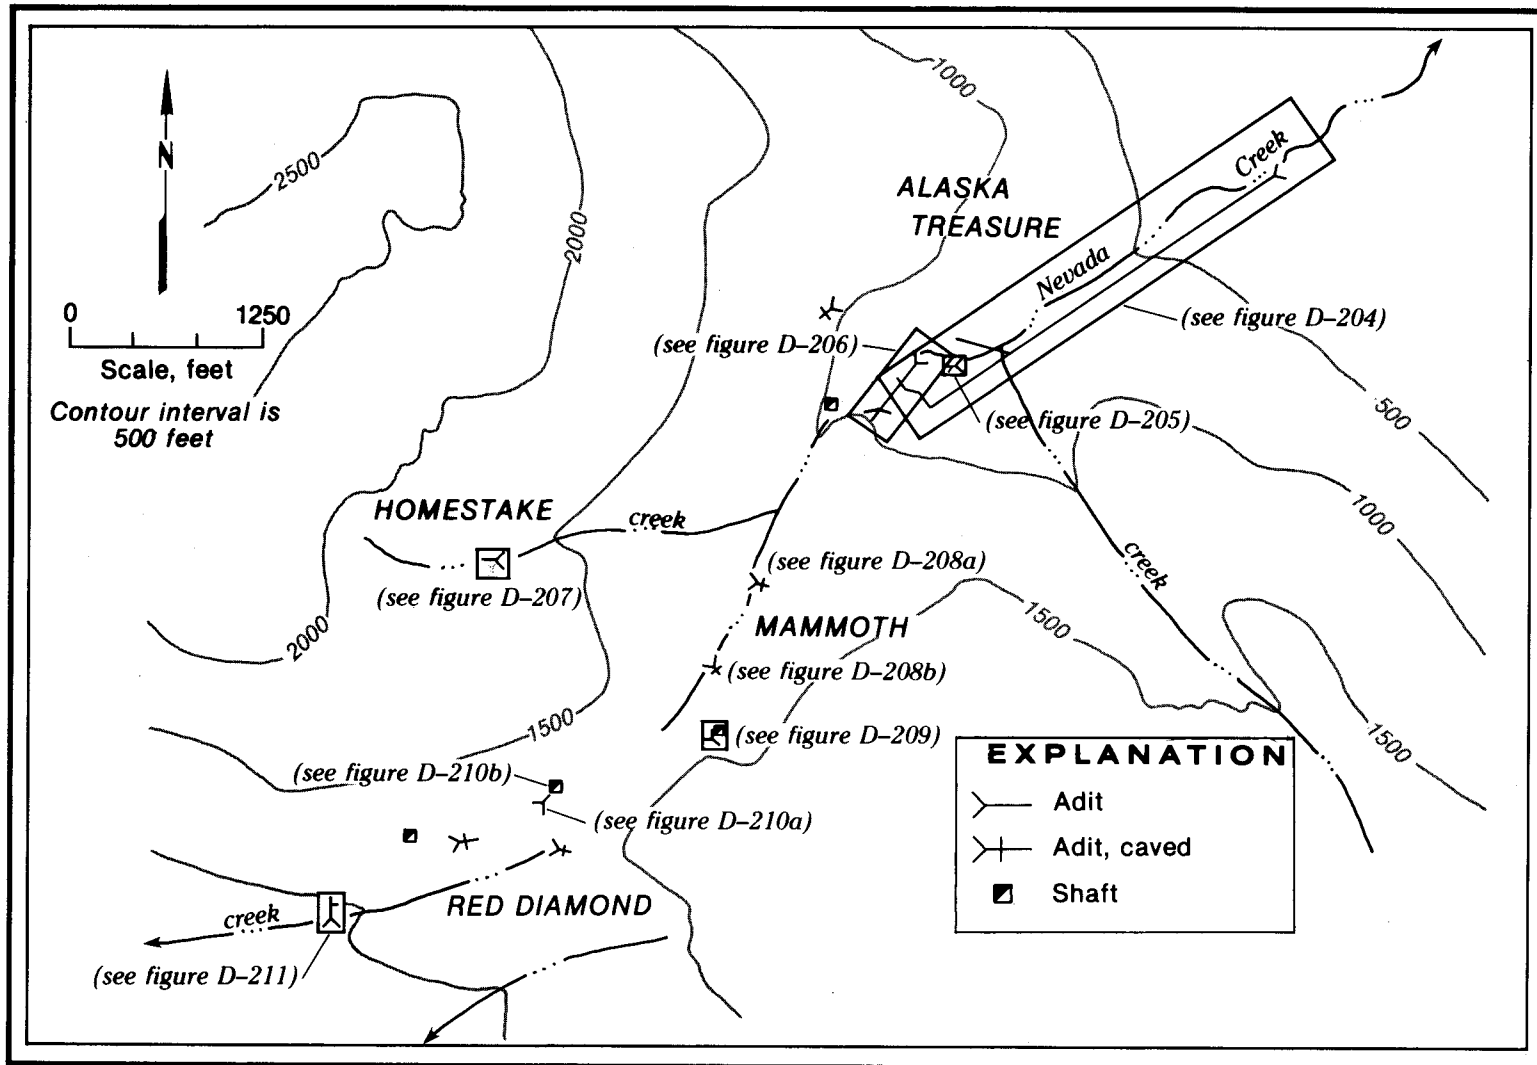 N
0 1250
Scale, feet
Contour interval is
500 feet
2500
2000
1000
ALASKA
TREASURE
Creek
Nevada
(see figure D–204)
(see figure D–206)
(see figure D–205)
500
1000
HOMESTAKE
creek
(see figure D–207)
(see figure D–208a)
creek
MAMMOTH
1500
2000
(see figure D–208b)
1500
(see figure D–209)
1500
(see figure D–210b)
(see figure D–210a)
RED DIAMOND
creek
(see figure D–211)
EXPLANATION
Adit
Adit, caved
Shaft